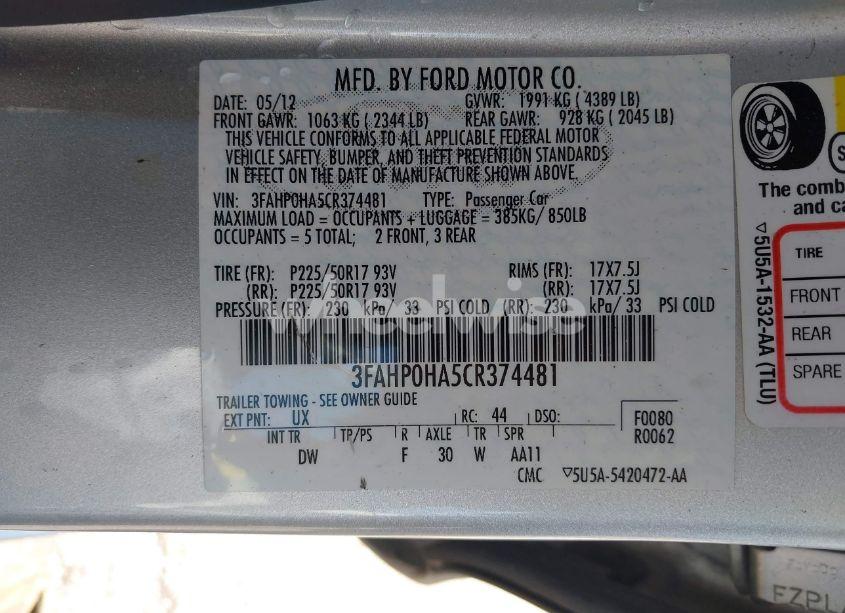 MFD. BY FORD MOTOR CO.
DATE: 05/12 GVWR: 1991 KG ( 4389 LB)
FRONT GAWR: 1063 KG ( 2344 LB) REAR GAWR: 928 KG ( 2045 LB)
THIS VEHICLE CONFORMS TO ALL APPLICABLE FEDERAL MOTOR
VEHICLE SAFETY, BUMPER, AND THEFT PREVENTION STANDARDS
IN EFFECT ON THE DATE OF MANUFACTURE SHOWN ABOVE.
VIN: 3FAHP0HA5CR374481 TYPE: Passenger Car
MAXIMUM LOAD = OCCUPANTS + LUGGAGE = 385KG/ 850LB
OCCUPANTS = 5 TOTAL; 2 FRONT, 3 REAR
TIRE (FR): P225/50R17 93V RIMS (FR): 17X7.5J
(RR): P225/50R17 93V (RR): 17X7.5J
PRESSURE (FR): 230 kPa/ 33 PSI COLD (RR): 230 kPa/ 33 PSI COLD
wheelwise
3FAHP0HA5CR374481
TRAILER TOWING - SEE OWNER GUIDE
EXT PNT: UX RC: 44 DSO: F0080
R0062
INT TR TP/PS R AXLE TR SPR
DW F 30 W AA11
CMC ▽5U5A-5420472-AA
The comb
and ca
TIRE
FRONT
REAR
SPARE
▽5U5A-1532-AA (TLU)